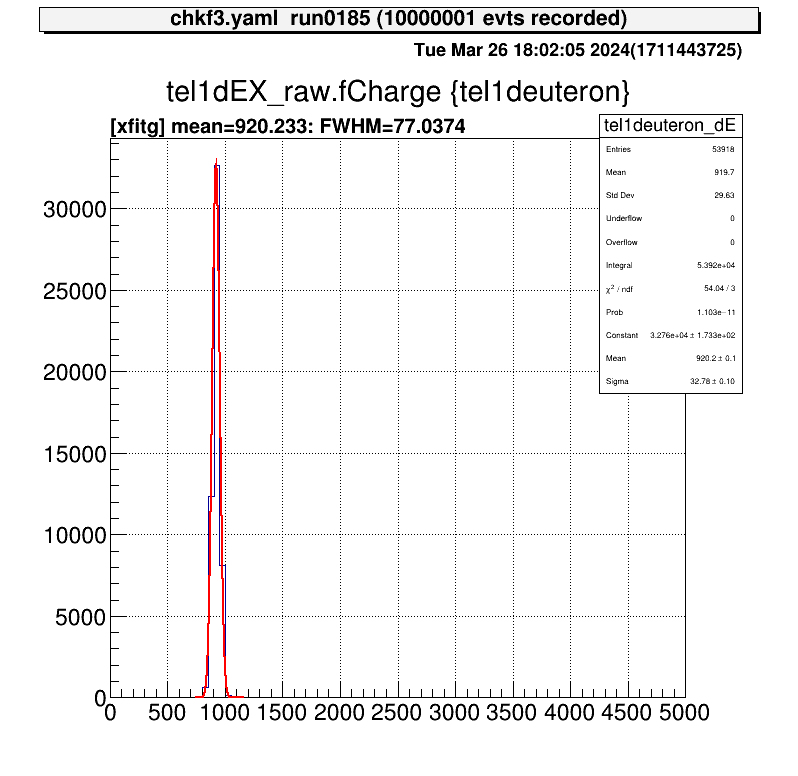 chkf3.yaml run0185 (10000001 evts recorded)
Tue Mar 26 18:02:05 2024(1711443725)
tel1dEX_raw.fCharge {tel1deuteron}
[xfitg] mean=920.233: FWHM=77.0374
tel1deuteron_dE
Entries 53918
Mean 919.7
Std Dev 29.63
Underflow 0
Overflow 0
Integral 5.392e+04
χ² / ndf 54.04 / 3
Prob 1.103e−11
Constant 3.276e+04 ± 1.733e+02
Mean 920.2 ± 0.1
Sigma 32.78 ± 0.10
30000
25000
20000
15000
10000
5000
0
0 500 1000 1500 2000 2500 3000 3500 4000 4500 5000